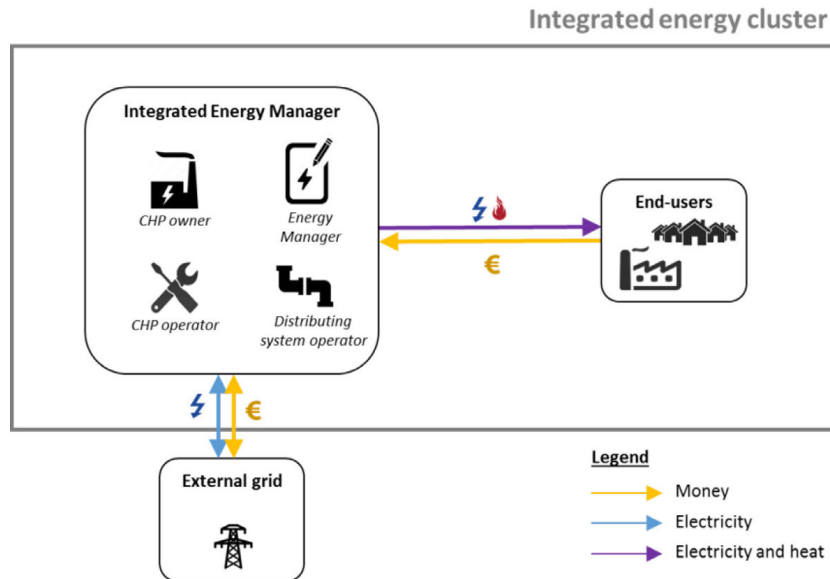 Integrated energy cluster
Integrated Energy Manager
CHP owner
Energy
Manager
CHP operator
Distributing
system operator
€
End-users
€
External grid
Legend
Money
Electricity
Electricity and heat